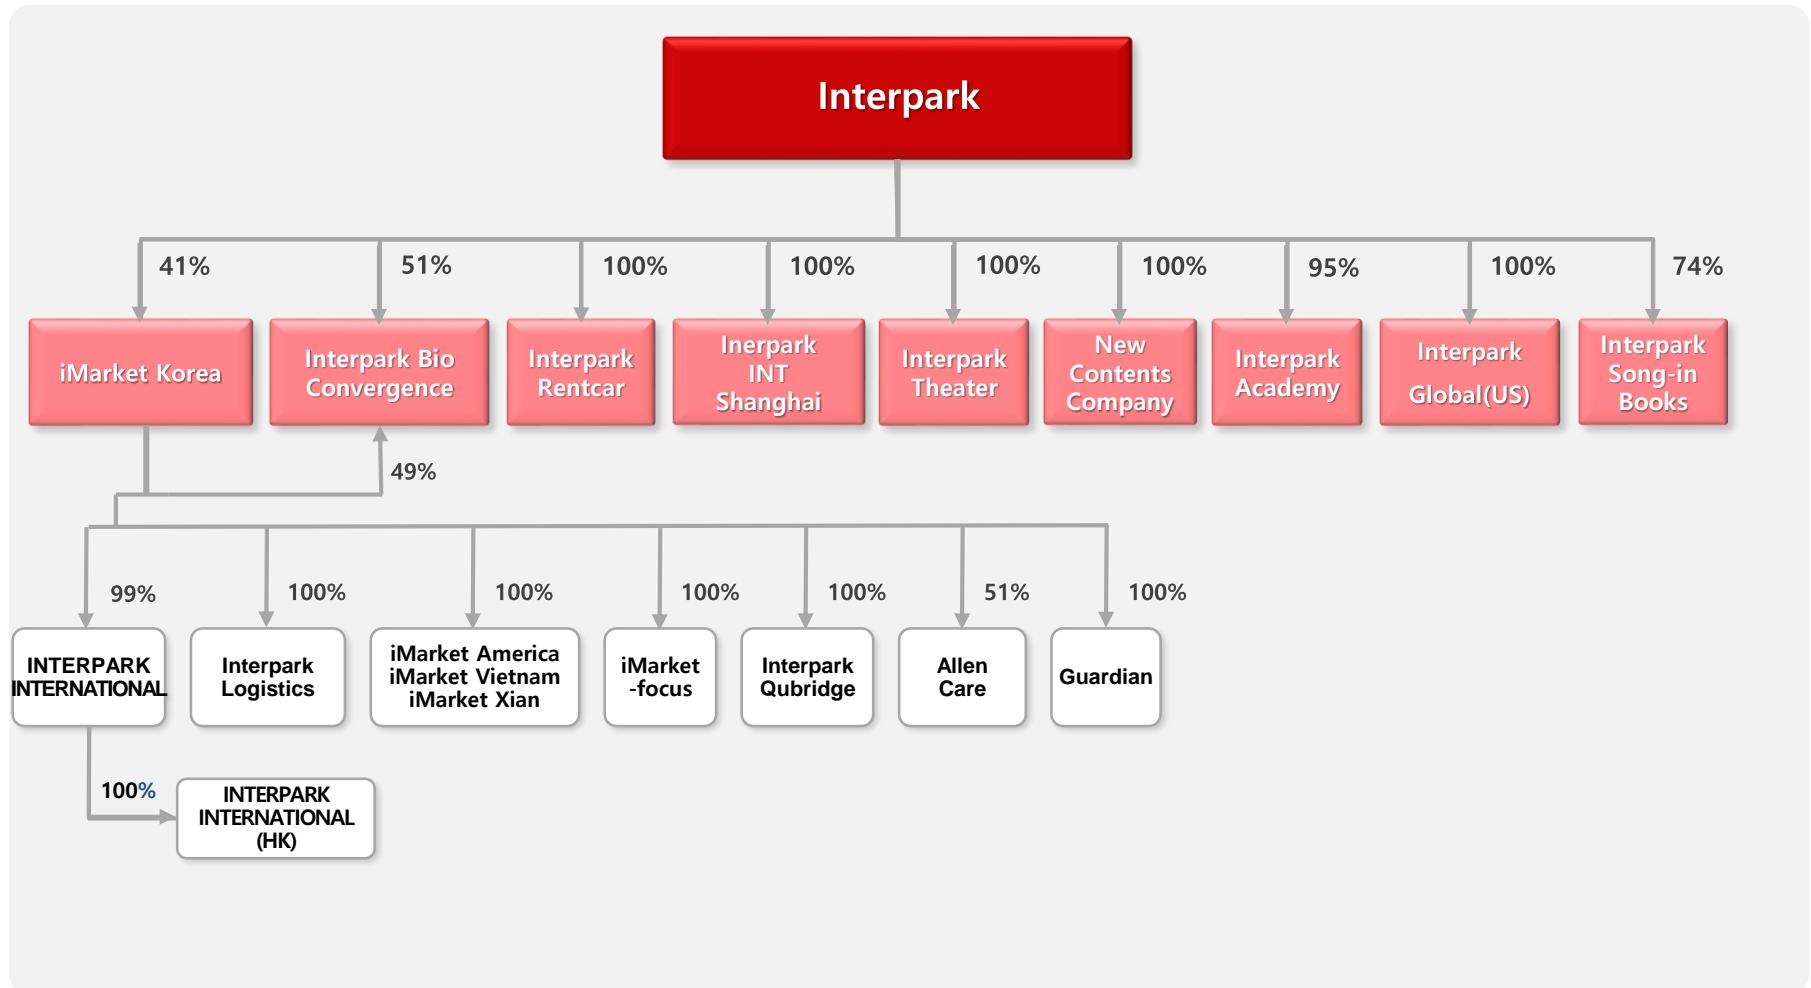 Interpark
41%
51%
100%
100%
100%
100%
95%
100%
74%
iMarket Korea
Interpark Bio
Convergence
Interpark
Rentcar
Inerpark
INT
Shanghai
Interpark
Theater
New
Contents
Company
Interpark
Academy
Interpark
Global(US)
Interpark
Song-in
Books
49%
99%
100%
100%
100%
100%
51%
100%
INTERPARK
INTERNATIONAL
Interpark
Logistics
iMarket America
iMarket Vietnam
iMarket Xian
iMarket
-focus
Interpark
Qubridge
Allen
Care
Guardian
100%
INTERPARK
INTERNATIONAL
(HK)